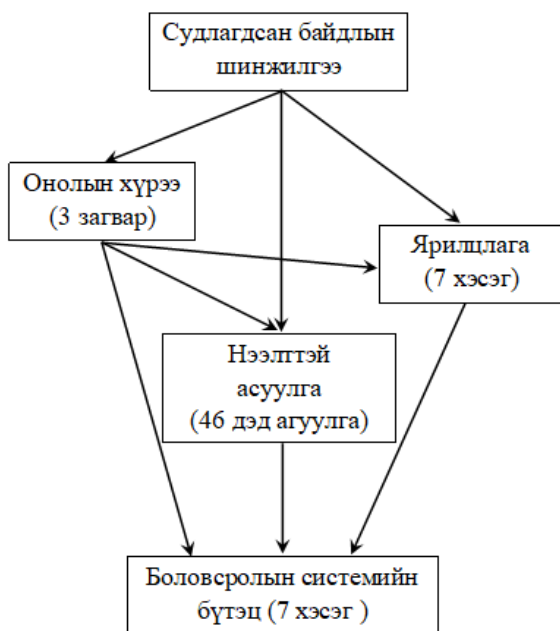 Судлагдсан байдлын
шинжилгээ
Онолын хүрээ
(3 загвар)
Ярилцлага
(7 хэсэг)
Нээлттэй
асуулга
(46 дэд агуулга)
Боловсролын системийн
бүтэц (7 хэсэг )